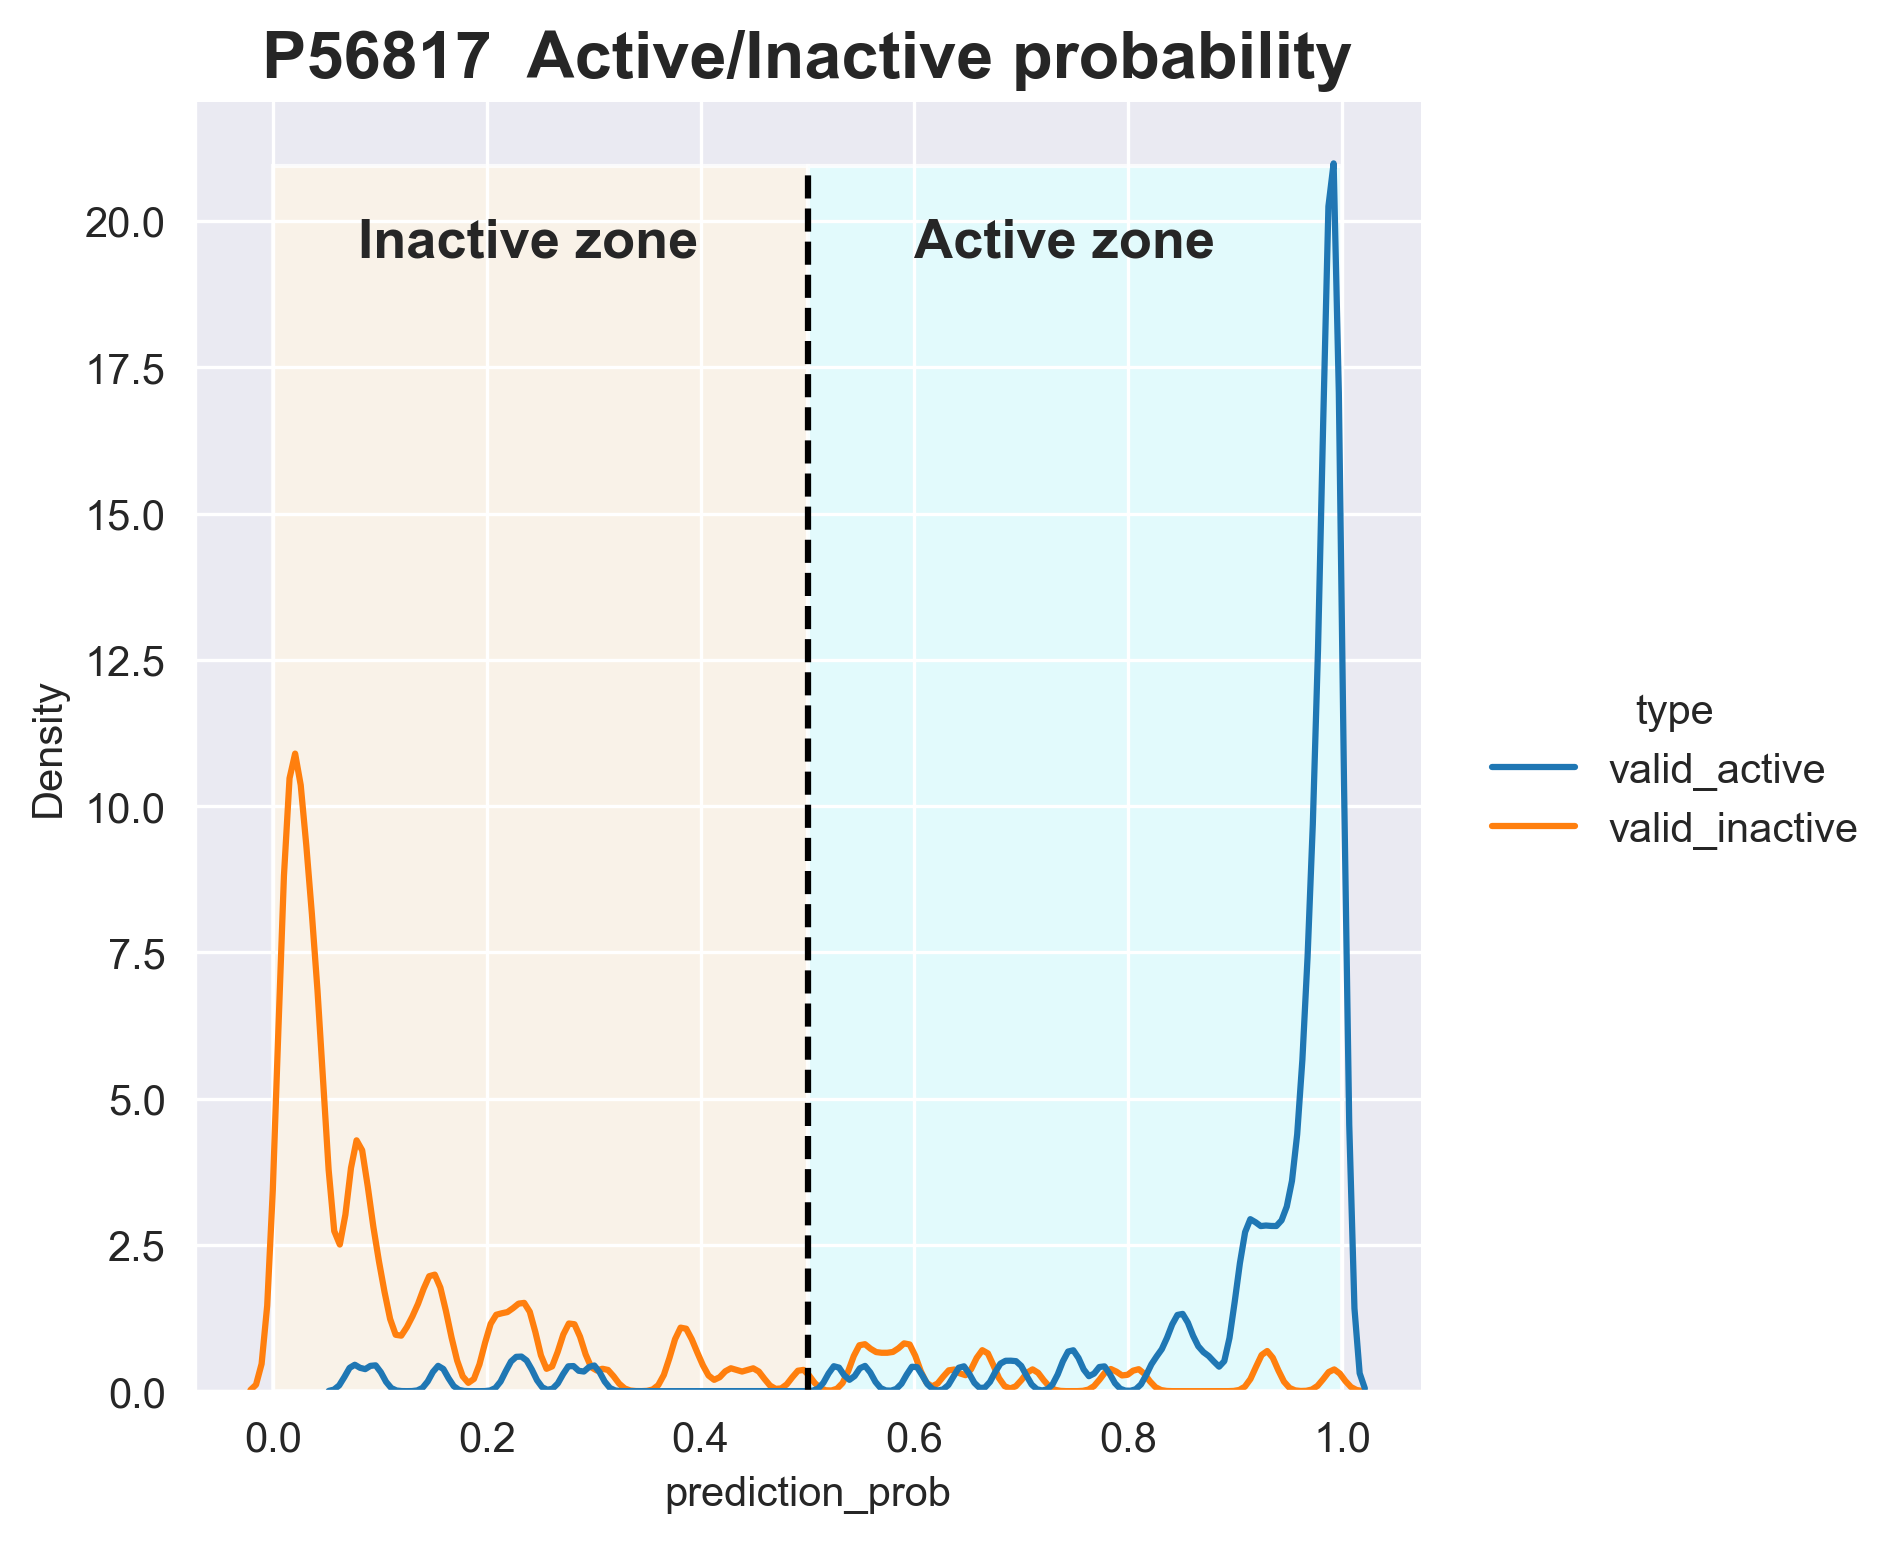 P56817  Active/Inactive probability
Inactive zone
Active zone
20.0
17.5
15.0
12.5
10.0
7.5
5.0
2.5
0.0
Density
0.0 0.2 0.4 0.6 0.8 1.0
prediction_prob
type
valid_active
valid_inactive